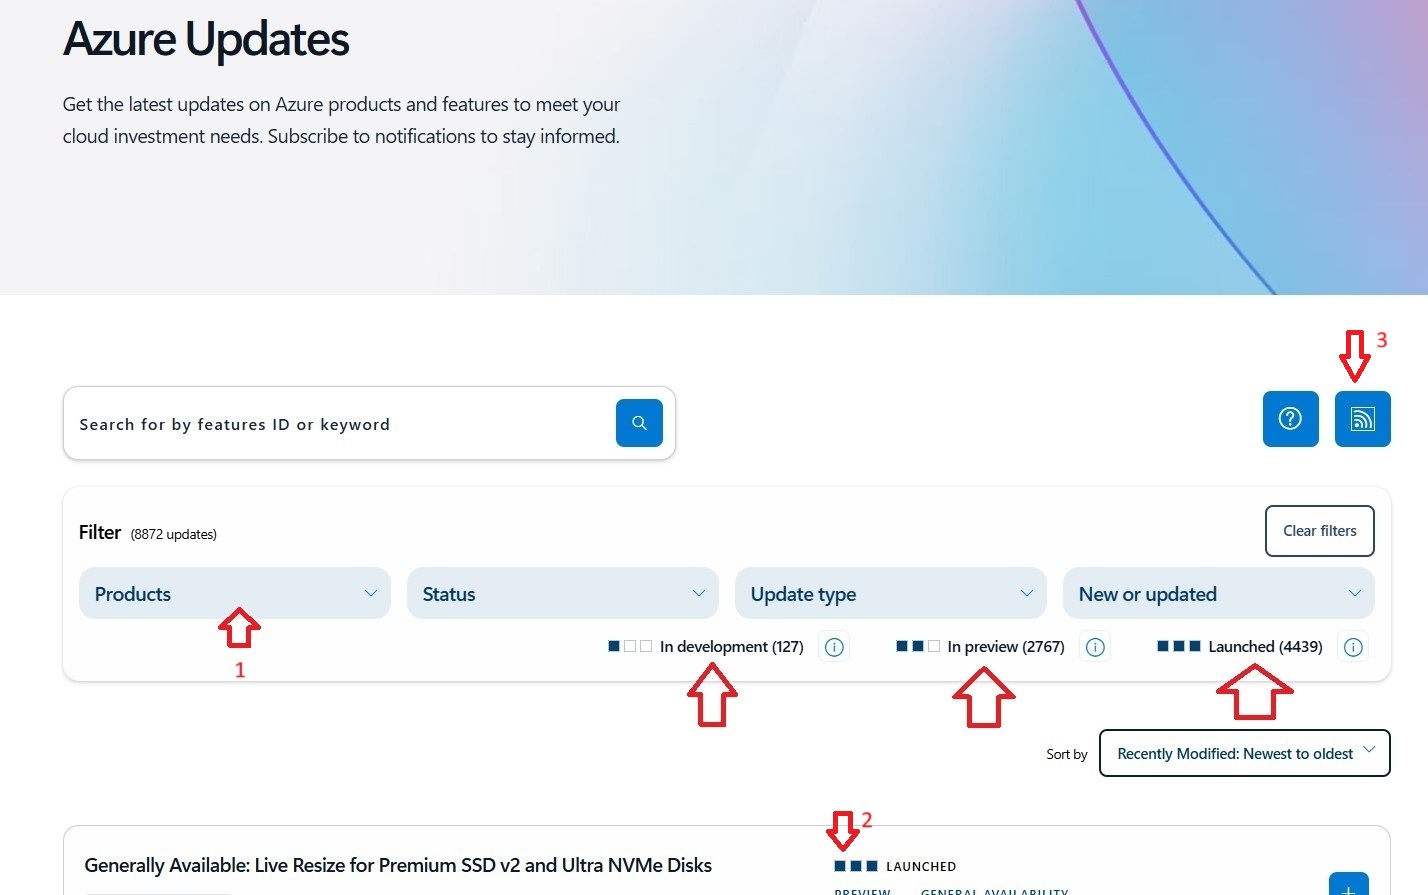 Azure Updates
Get the latest updates on Azure products and features to meet your
cloud investment needs. Subscribe to notifications to stay informed.
3
Search for by features ID or keyword
Filter (8872 updates)
Clear filters
Products
Status
Update type
New or updated
In development (127)
In preview (2767)
Launched (4439)
1
Sort by
Recently Modified: Newest to oldest
2
Generally Available: Live Resize for Premium SSD v2 and Ultra NVMe Disks
LAUNCHED
PREVIEW GENERAL AVAILABILITY